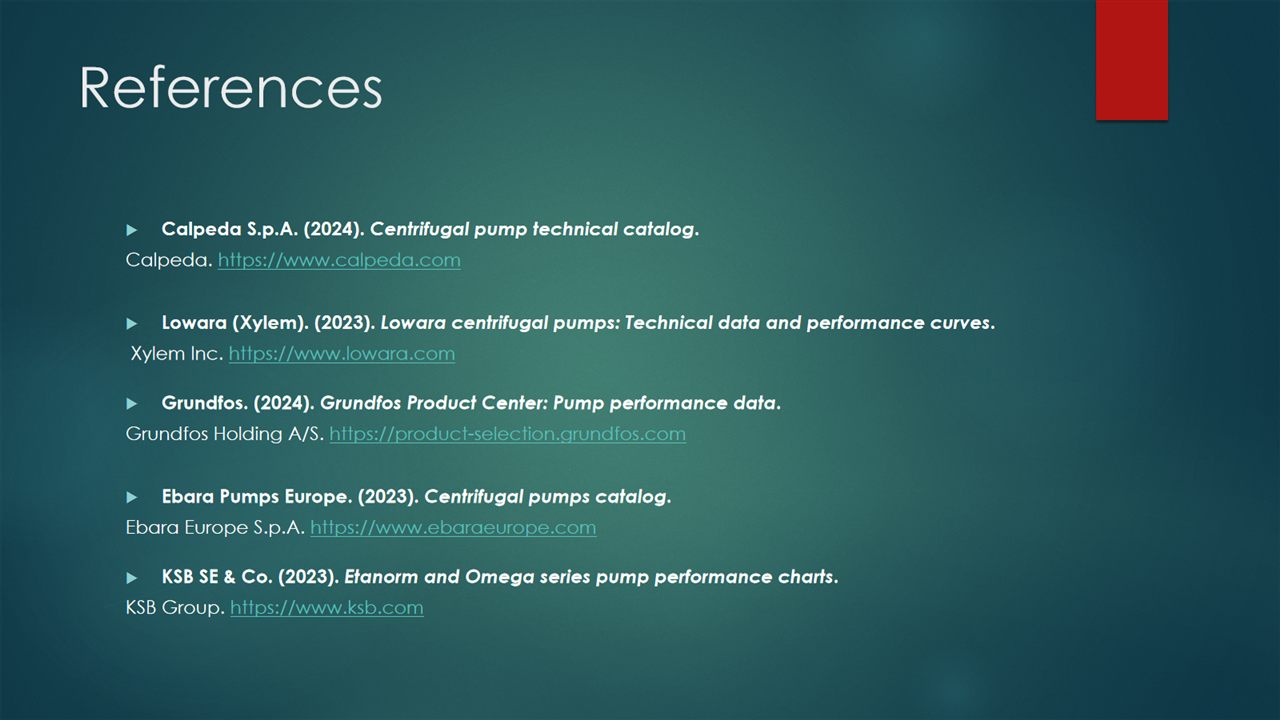 References
Calpeda S.p.A. (2024). Centrifugal pump technical catalog.
Calpeda. https://www.calpeda.com
Lowara (Xylem). (2023). Lowara centrifugal pumps: Technical data and performance curves.
Xylem Inc. https://www.lowara.com
Grundfos. (2024). Grundfos Product Center: Pump performance data.
Grundfos Holding A/S. https://product-selection.grundfos.com
Ebara Pumps Europe. (2023). Centrifugal pumps catalog.
Ebara Europe S.p.A. https://www.ebaraeurope.com
KSB SE & Co. (2023). Etanorm and Omega series pump performance charts.
KSB Group. https://www.ksb.com